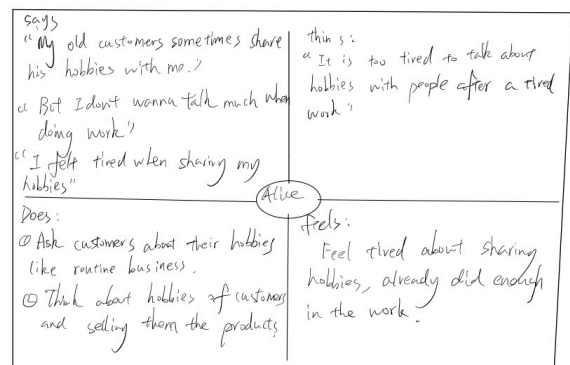 says
"My old customers sometimes share
his hobbies with me."
" But I don't wanna talk much when
doing work"
"I felt tired when sharing my
hobbies"
thins:
" It is too tired to talk about
hobbies with people after a tired
work"
Alice
Does:
① Ask customers about their hobbies
like routine business.
② Think about hobbies of customers
and selling them the products
feels:
Feel tired about sharing
hobbies, already did enough
in the work.